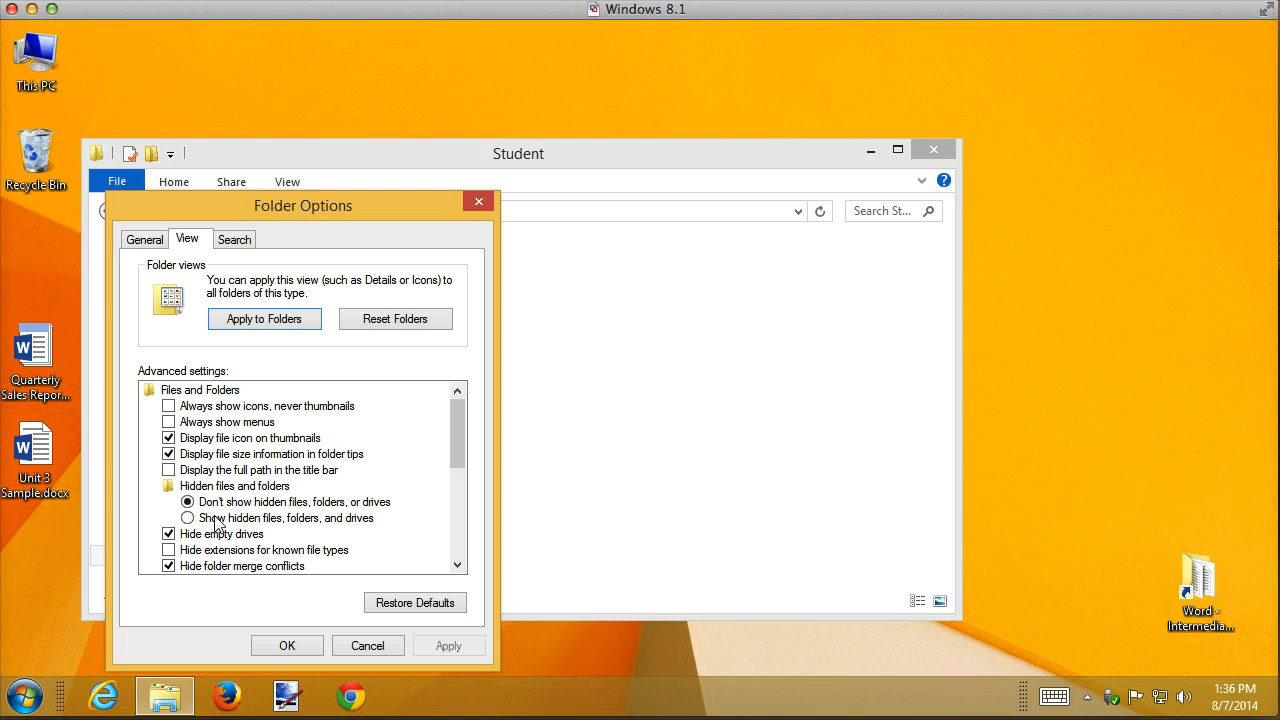 Windows 8.1
This PC
Recycle Bin
Quarterly
Sales Repor...
Unit 3
Sample.docx
Student
File
Home
Share
View
Search St...
Folder Options
General
View
Search
Folder views
You can apply this view (such as Details or Icons) to
all folders of this type.
Apply to Folders
Reset Folders
Advanced settings:
Files and Folders
Always show icons, never thumbnails
Always show menus
Display file icon on thumbnails
Display file size information in folder tips
Display the full path in the title bar
Hidden files and folders
Don't show hidden files, folders, or drives
Show hidden files, folders, and drives
Hide empty drives
Hide extensions for known file types
Hide folder merge conflicts
Restore Defaults
OK
Cancel
Apply
Word -
Intermedia...
1:36 PM
8/7/2014